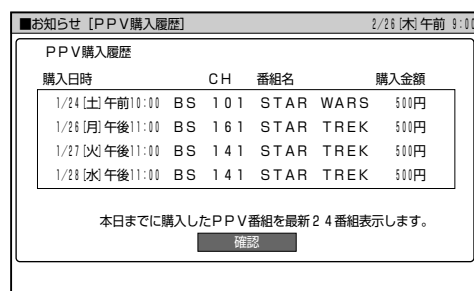 ■お知らせ［PPV購入履歴］ 2/26[木]午前 9:00
PPV購入履歴
購入日時 CH 番組名 購入金額
1/24[土]午前10:00 BS 101 STAR WARS 500円
1/26[月]午後11:00 BS 161 STAR TREK 500円
1/27[火]午後11:00 BS 141 STAR TREK 500円
1/28[水]午後11:00 BS 141 STAR TREK 500円
本日までに購入したPPV番組を最新24番組表示します。
確認